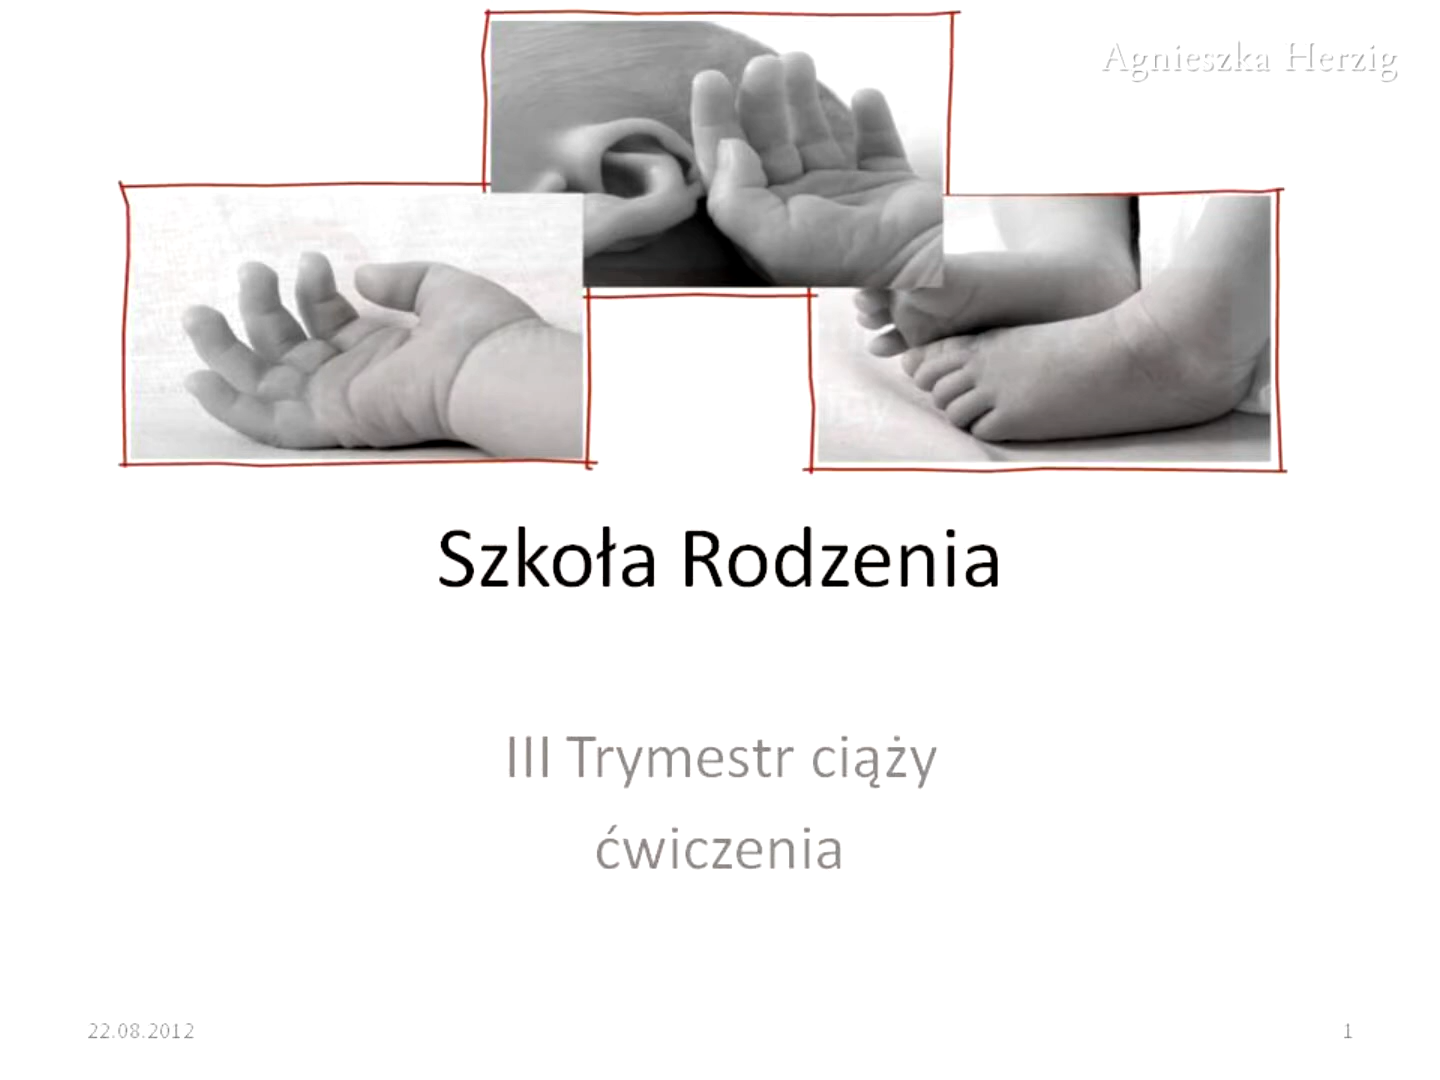 Agnieszka Herzig
Szkoła Rodzenia
III Trymestr ciąży
ćwiczenia
22.08.2012
1